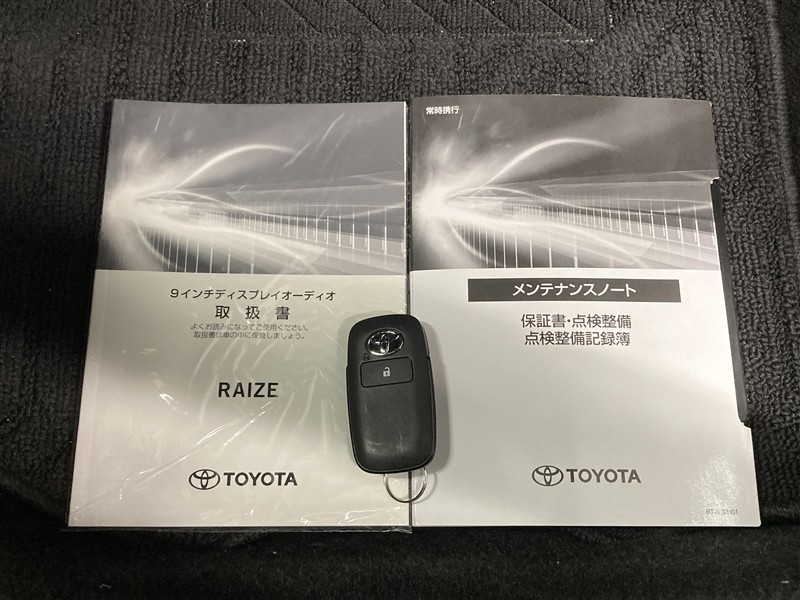 9インチディスプレイオーディオ
取扱書
よくお読みになってご使用ください。
取扱書は車の中に保管しましょう。
RAIZE
TOYOTA
常時携行
メンテナンスノート
保証書・点検整備
点検整備記録簿
TOYOTA